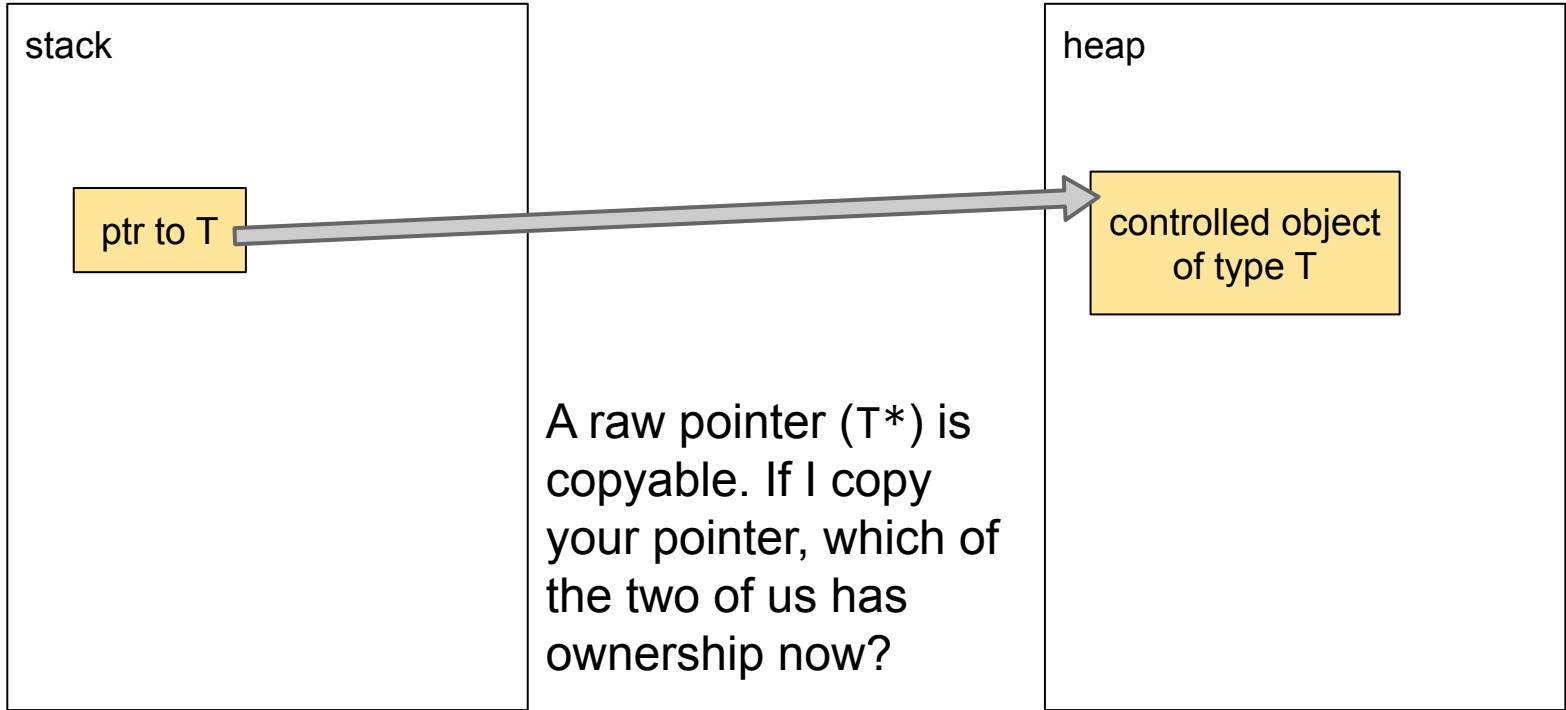 stack
heap
ptr to T
controlled object
of type T
A raw pointer (T*) is
copyable. If I copy
your pointer, which of
the two of us has
ownership now?